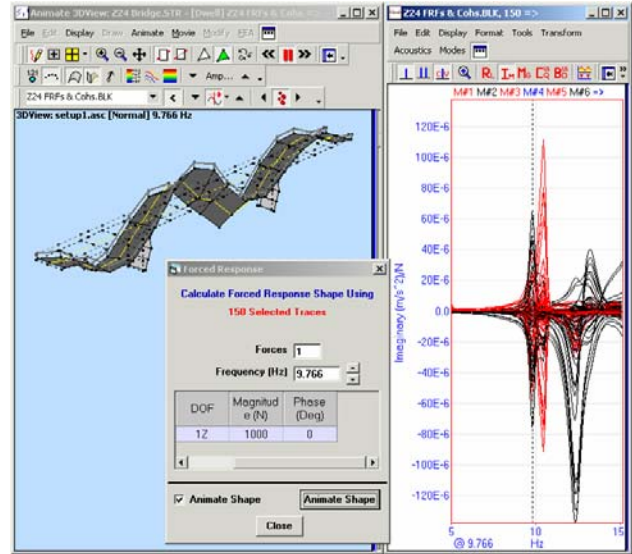 Animate 3DView: Z24 Bridge.STR - [Dwell] Z24 FRFs &
File Edit Display Draw Animate Movie Modify FEA
Amp...
Z24 FRFs & Cohs.BLK
3DView: setup1.asc [Normal] 9.766 Hz
Forced Response
Calculate Forced Response Shape Using
150 Selected Traces
Forces 1
Frequency (Hz) 9.766
DOF Magnitud e (N) Phase (Deg)
1Z 1000 0
Animate Shape Animate Shape
Close
Z24 FRFs & Cohs.BLK, 150 =>
File Edit Display Format Tools Transform
Acoustics Modes
M#1 M#2 M#3 M#4 M#5 M#6 =>
120E-6
100E-6
80E-6
60E-6
40E-6
20E-6
0.0
-20E-6
-40E-6
-60E-6
-80E-6
-100E-6
-120E-6
Imaginary (m/s^2)/N
5 10 15
@ 9.766 Hz